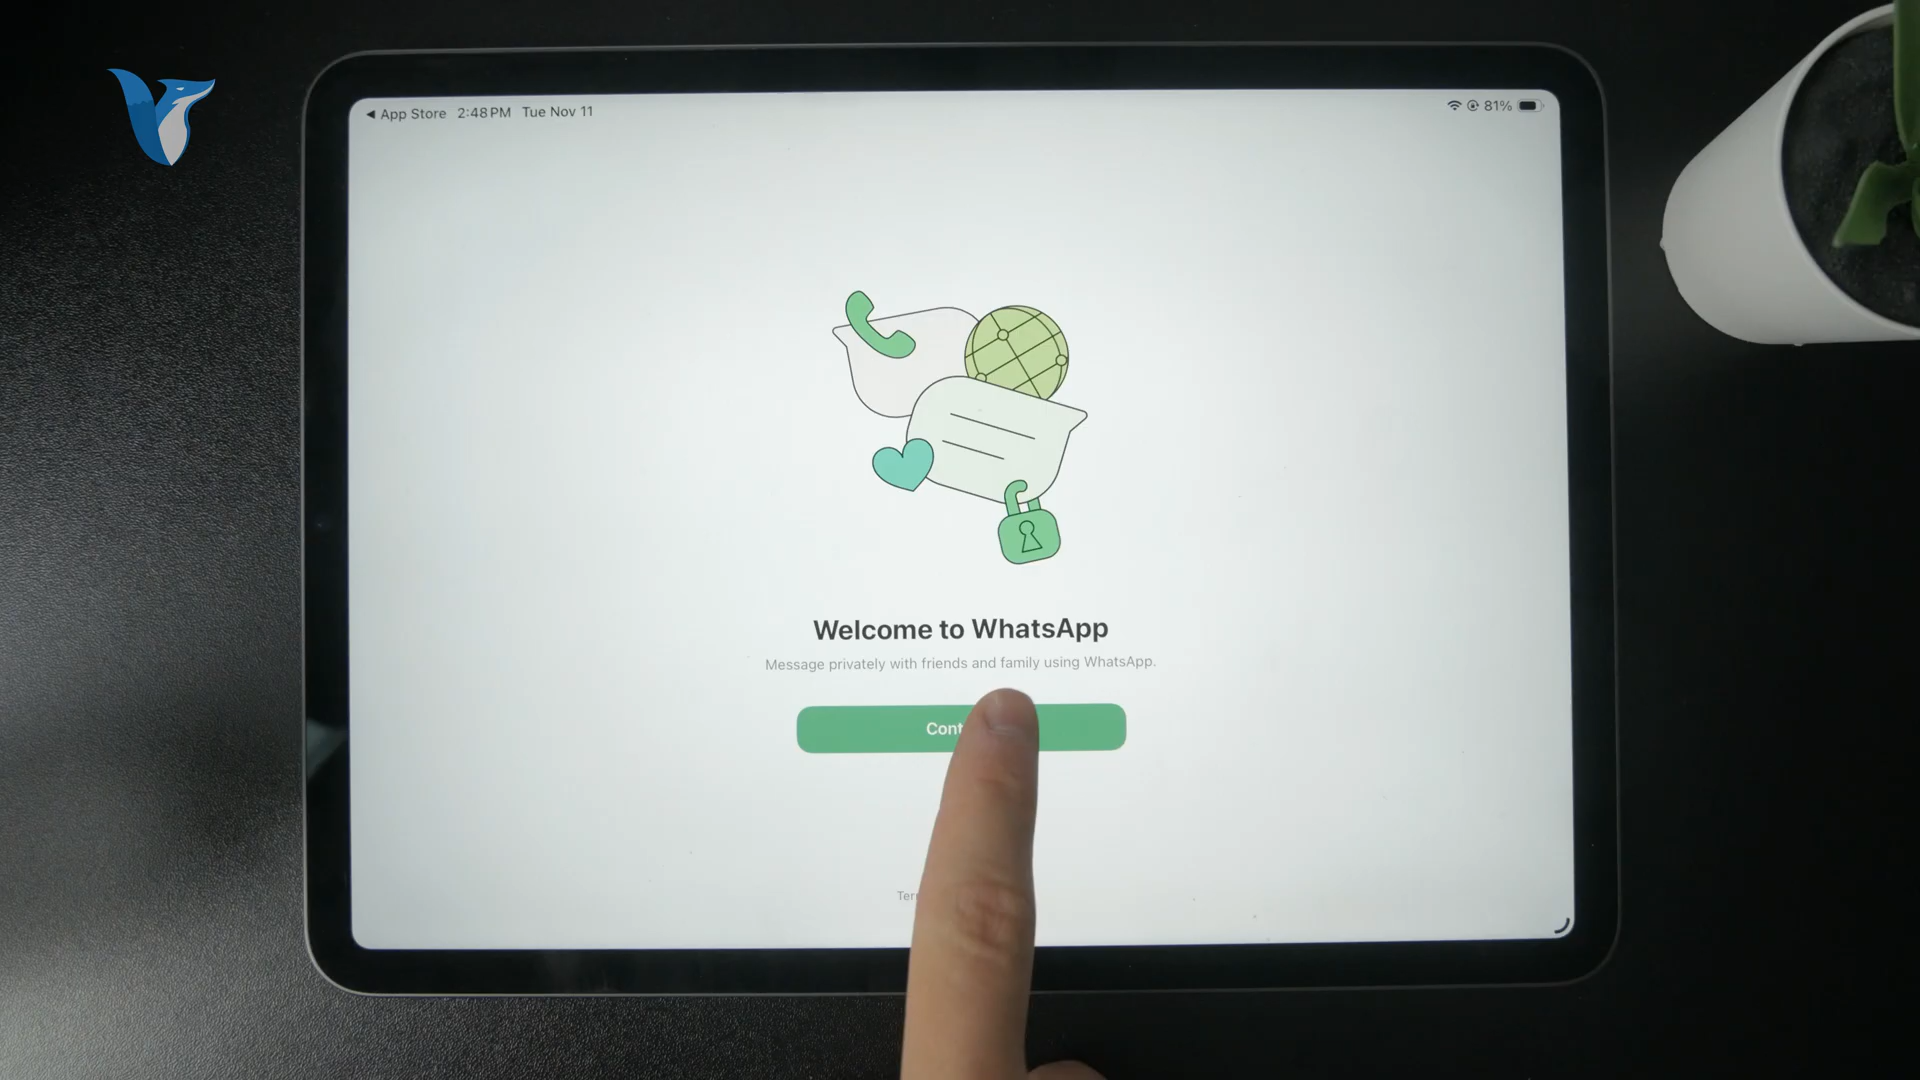 ◀ App Store 2:48 PM Tue Nov 11
81%
Welcome to WhatsApp
Message privately with friends and family using WhatsApp.